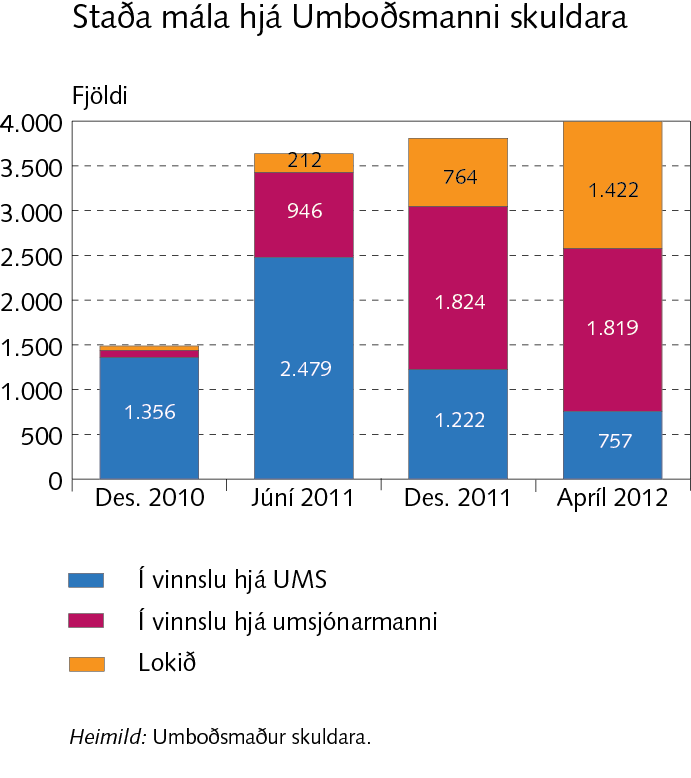 Staða mála hjá Umboðsmanni skuldara
Fjöldi
4.000
3.500
3.000
2.500
2.000
1.500
1.000
500
0
212
764
1.422
946
1.824
1.819
1.356
2.479
1.222
757
Des. 2010
Júní 2011
Des. 2011
Apríl 2012
Í vinnslu hjá UMS
Í vinnslu hjá umsjónarmanni
Lokið
Heimild: Umboðsmaður skuldara.